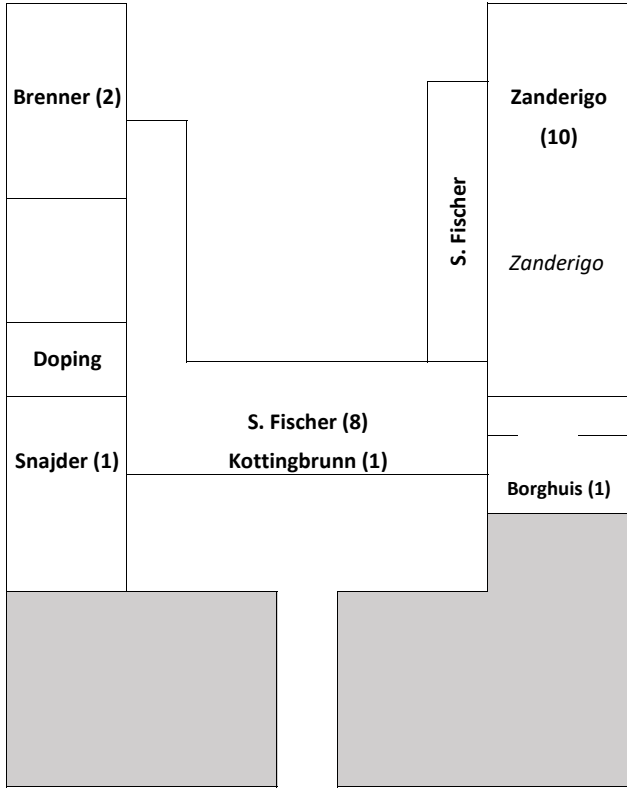 Brenner (2)
Zanderigo
(10)
S. Fischer
Zanderigo
Doping
S. Fischer (8)
Snajder (1)
Kottingbrunn (1)
Borghuis (1)